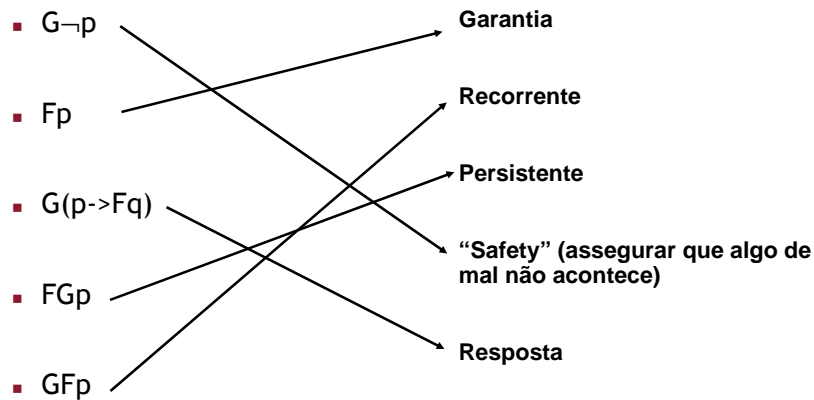 G¬p
Garantia
Fp
Recorrente
Persistente
G(p->Fq)
“Safety” (assegurar que algo de
mal não acontece)
FGp
Resposta
GFp